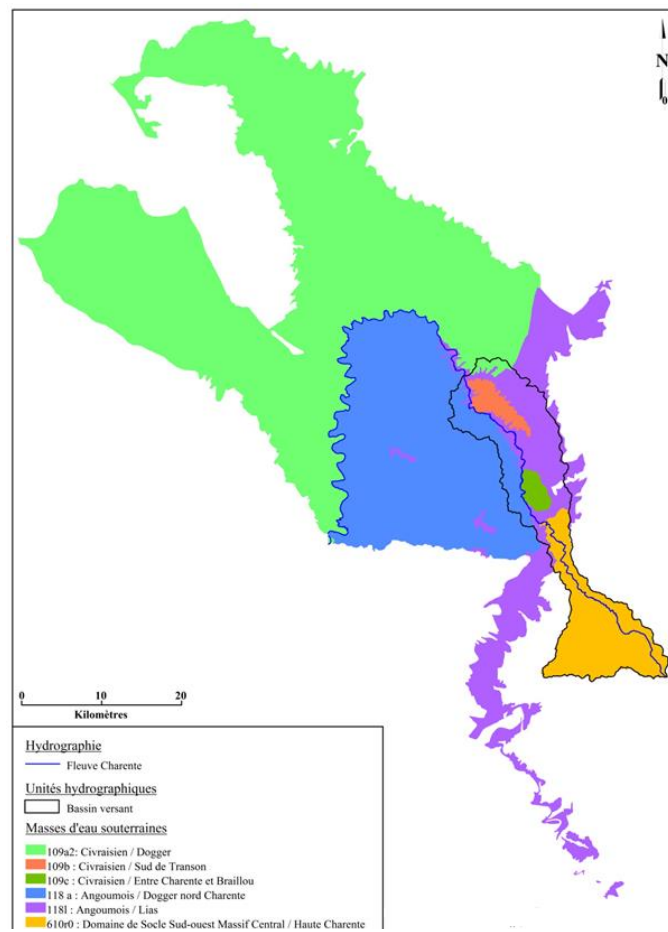 N
0
0 10 20
Kilomètres
Hydrographie
Fleuve Charente
Unités hydrographiques
Bassin versant
Masses d'eau souterraines
109a2: Civraisien / Dogger
109b : Civraisien / Sud de Transon
109c : Civraisien / Entre Charente et Braillou
118 a : Angoumois / Dogger nord Charente
118l : Angoumois / Lias
610r0 : Domaine de Socle Sud-ouest Massif Central / Haute Charente